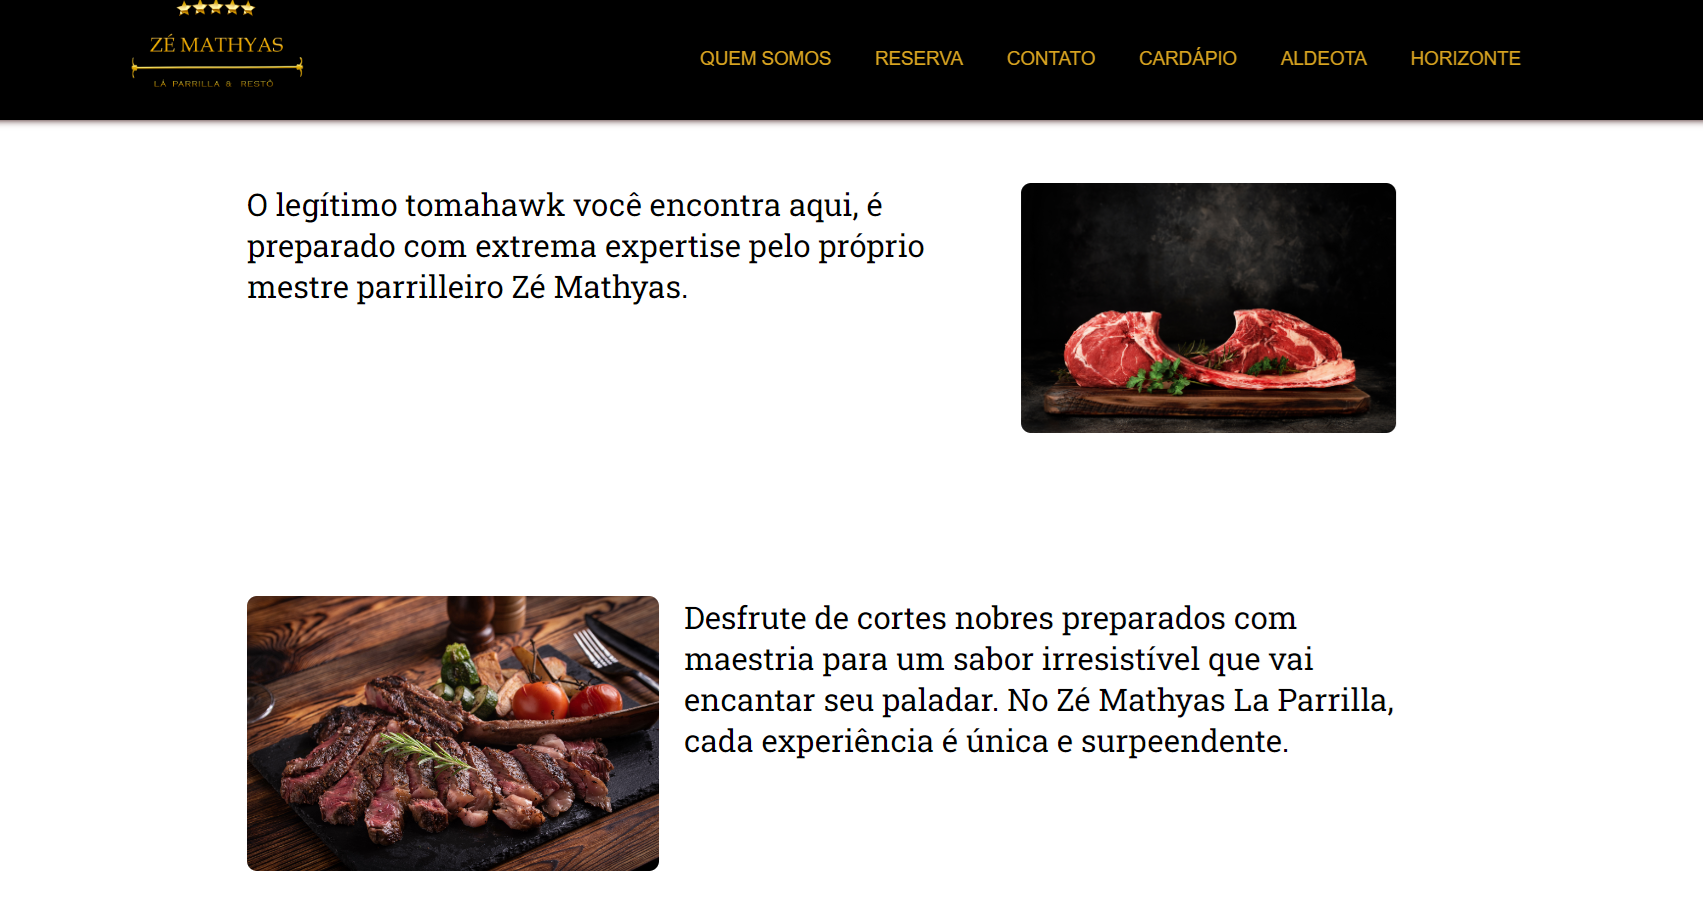 ZÉ MATHYAS
LA PARRILLA & RESTÔ
QUEM SOMOS
RESERVA
CONTATO
CARDÁPIO
ALDEOTA
HORIZONTE
O legítimo tomahawk você encontra aqui, é
preparado com extrema expertise pelo próprio
mestre parrilleiro Zé Mathyas.
Desfrute de cortes nobres preparados com
maestria para um sabor irresistível que vai
encantar seu paladar. No Zé Mathyas La Parrilla,
cada experiência é única e surpeendente.